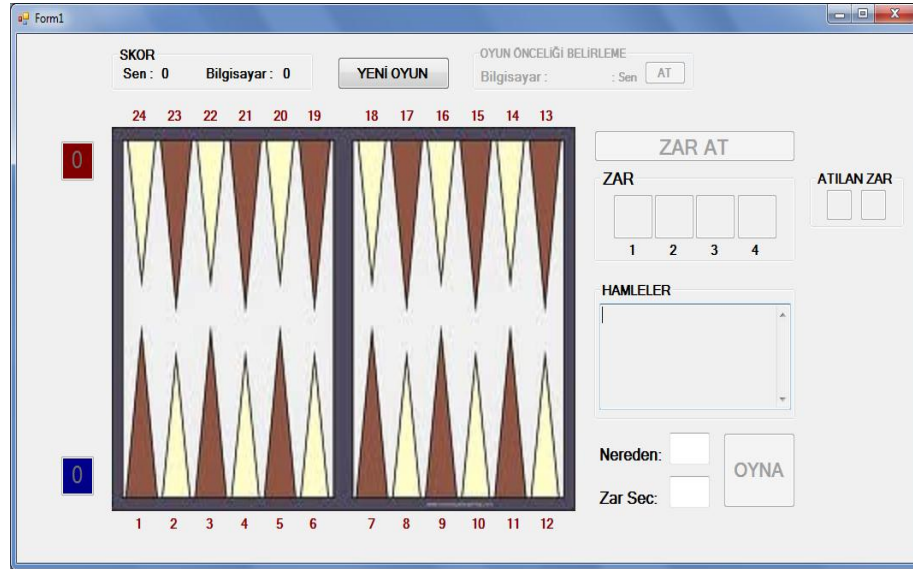 Form1
SKOR
Sen : 0 Bilgisayar : 0
YENİ OYUN
OYUN ÖNCELİĞİ BELİRLEME
Bilgisayar : : Sen AT
24 23 22 21 20 19 18 17 16 15 14 13
0
ZAR AT
ZAR
1 2 3 4
ATILAN ZAR
HAMLELER
Nereden:
Zar Sec:
OYNA
0
1 2 3 4 5 6 7 8 9 10 11 12